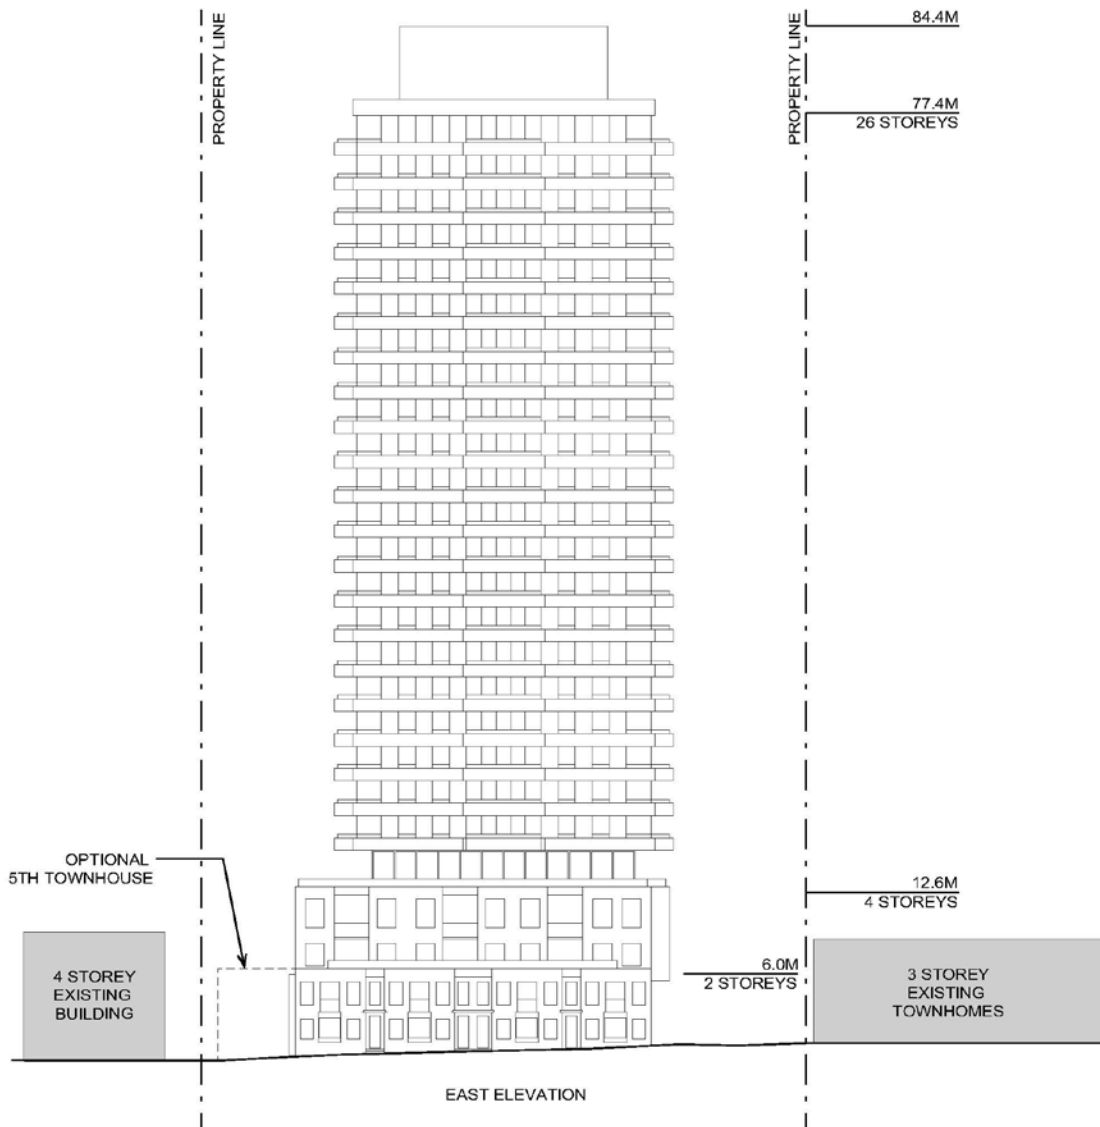 PROPERTY LINE
PROPERTY LINE
84.4M
77.4M
26 STOREYS
OPTIONAL
5TH TOWNHOUSE
12.6M
4 STOREYS
6.0M
2 STOREYS
4 STOREY
EXISTING
BUILDING
3 STOREY
EXISTING
TOWNHOMES
EAST ELEVATION